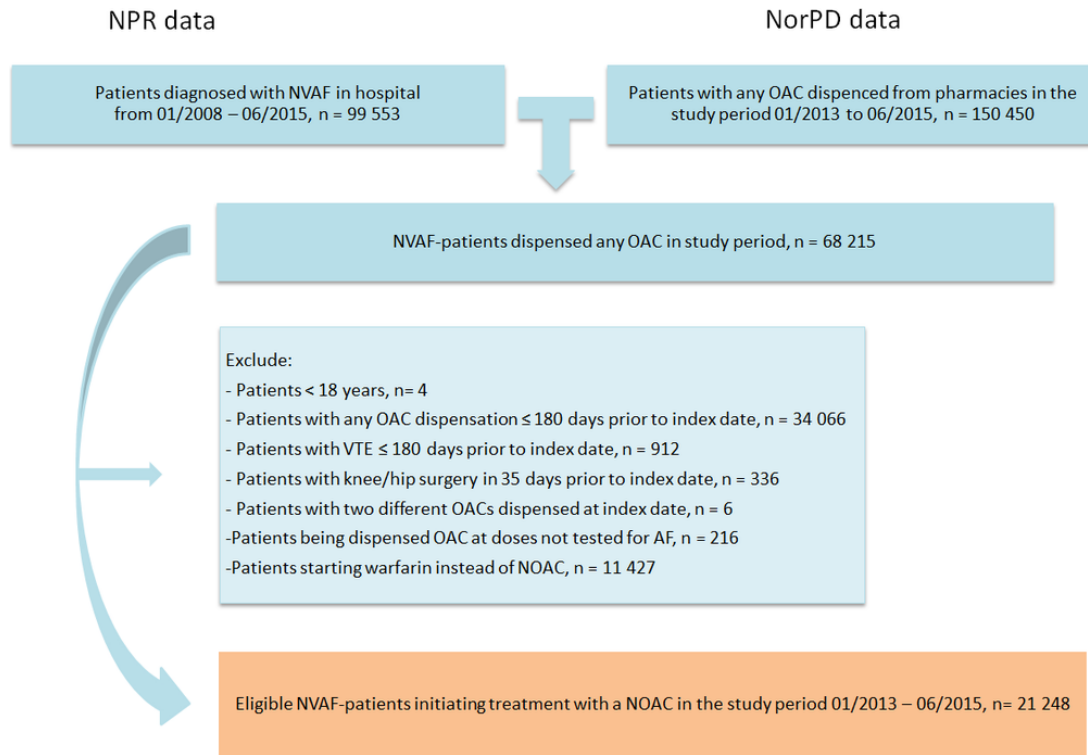 NPR data
NorPD data
Patients diagnosed with NVAF in hospital
from 01/2008 – 06/2015, n = 99 553
Patients with any OAC dispenced from pharmacies in the
study period 01/2013 to 06/2015, n = 150 450
NVAF-patients dispensed any OAC in study period, n = 68 215
Exclude:
- Patients < 18 years, n= 4
- Patients with any OAC dispensation ≤ 180 days prior to index date, n = 34 066
- Patients with VTE ≤ 180 days prior to index date, n = 912
- Patients with knee/hip surgery in 35 days prior to index date, n = 336
- Patients with two different OACs dispensed at index date, n = 6
-Patients being dispensed OAC at doses not tested for AF, n = 216
-Patients starting warfarin instead of NOAC, n = 11 427
Eligible NVAF-patients initiating treatment with a NOAC in the study period 01/2013 – 06/2015, n= 21 248